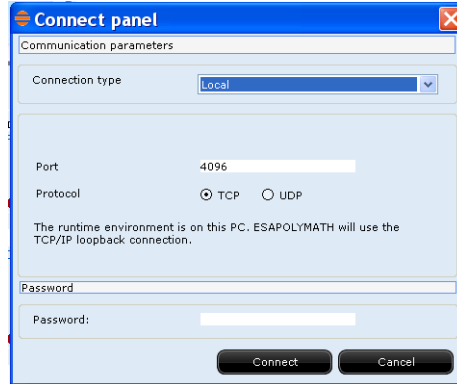 Connect panel
Communication parameters
Connection type
Local
Port
4096
Protocol
TCP
UDP
The runtime environment is on this PC. ESAPOLYMATH will use the
TCP/IP loopback connection.
Password
Password:
Connect
Cancel